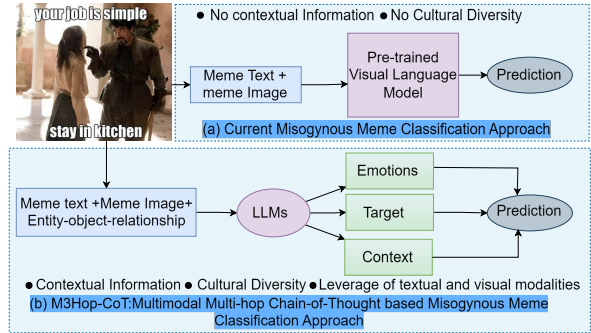 your job is simple
stay in kitchen
● No contextual Information ● No Cultural Diversity
Meme Text +
meme Image
Pre-trained
Visual Language
Model
Prediction
(a) Current Misogynous Meme Classification Approach
Meme text +Meme Image+
Entity-object-relationship
LLMs
Emotions
Target
Context
Prediction
● Contextual Information ● Cultural Diversity ● Leverage of textual and visual modalities
(b) M3Hop-CoT:Multimodal Multi-hop Chain-of-Thought based Misogynous Meme
Classification Approach